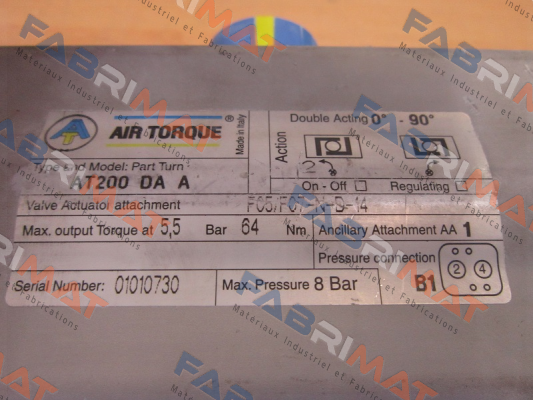 AIR TORQUE ®
Made in Italy
Type and Model: Part Turn
AT200 DA A
Action
Double Acting 0° - 90°
On - Off
Regulating
Valve Actuator attachment
Max. output Torque at 5,5 Bar 64 Nm.
Ancillary Attachment AA 1
Pressure connection
2 4
B1
Serial Number: 01010730
Max. Pressure 8 Bar
FABRIMAT
Materiaux Industriel et Fabrications